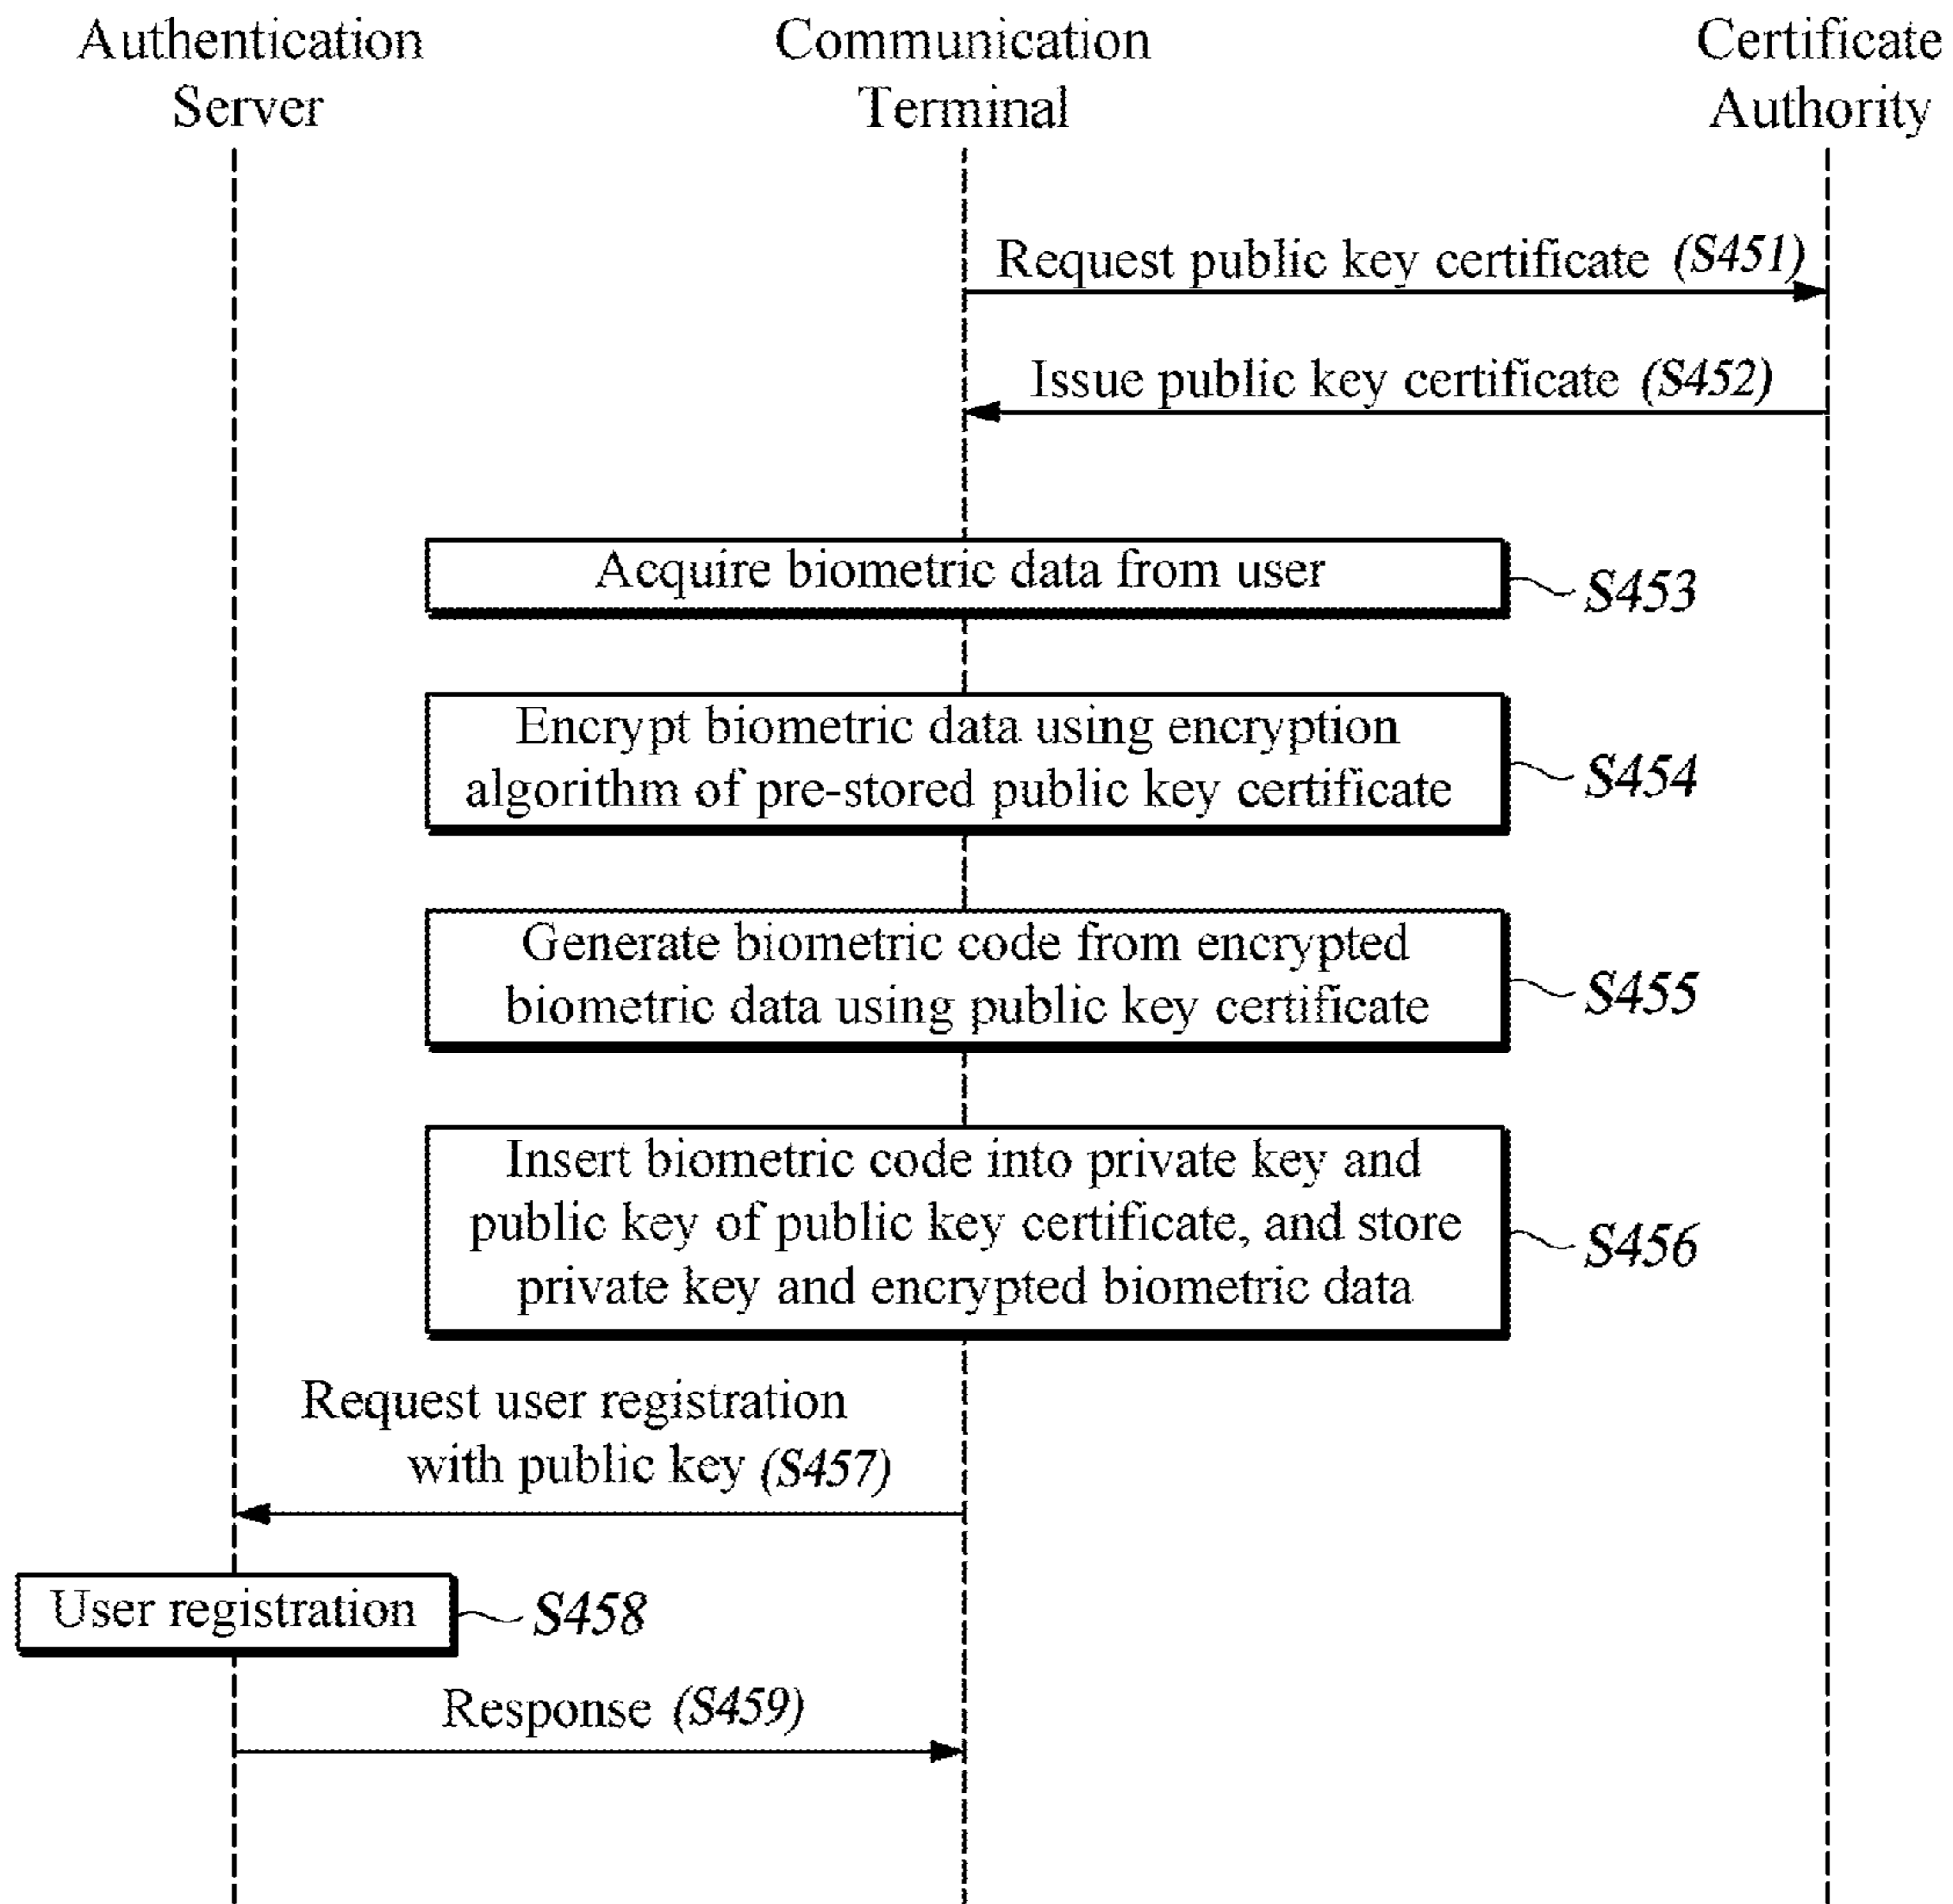 Authentication
Server
Communication
Terminal
Certificate
Authority
Request public key certificate (S451)
Issue public key certificate (S452)
Acquire biometric data from user
S453
Encrypt biometric data using encryption
algorithm of pre-stored public key certificate
S454
Generate biometric code from encrypted
biometric data using public key certificate
S455
Insert biometric code into private key and
public key of public key certificate, and store
private key and encrypted biometric data
S456
Request user registration
with public key (S457)
User registration
S458
Response (S459)